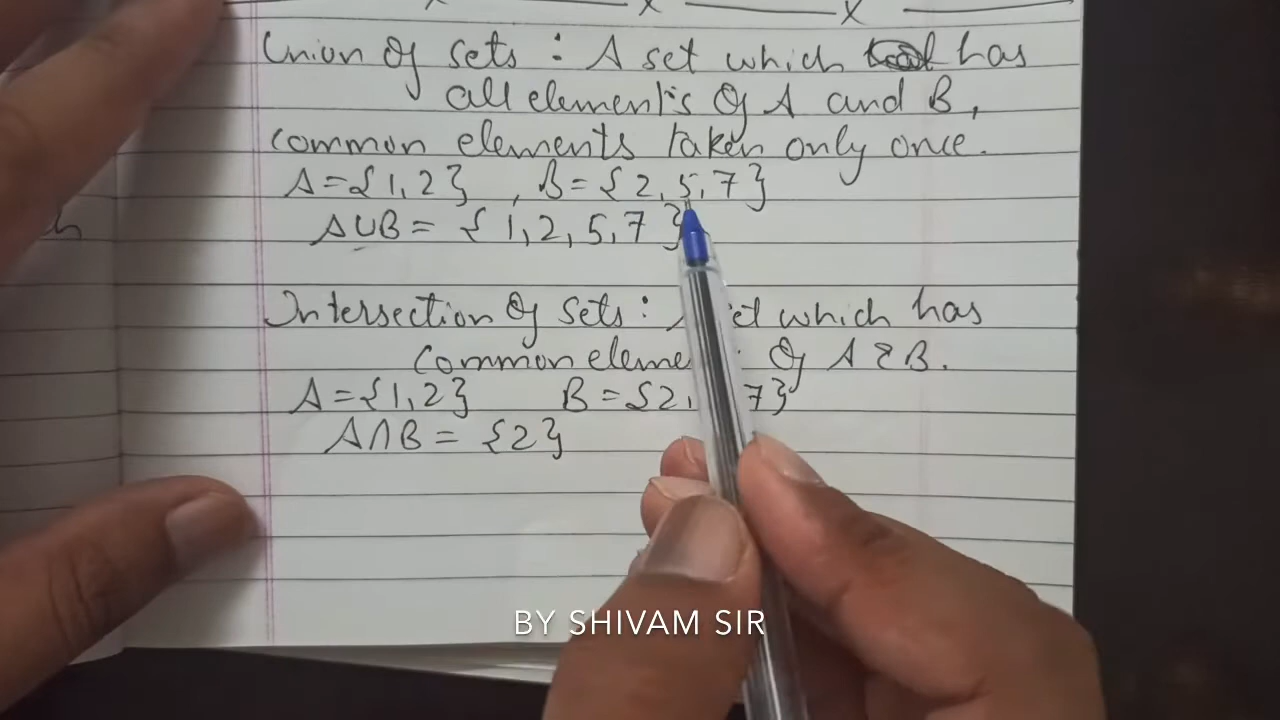 x x
Union Of sets : A set which has
all elements Of A and B,
common elements taken only once.
A={1,2} , B={2,5,7}
A∪B = {1,2,5,7}
Intersection Of sets: et which has
Common eleme Of A & B.
A={1,2} B={2, 7}
A∩B = {2}
BY SHIVAM SIR